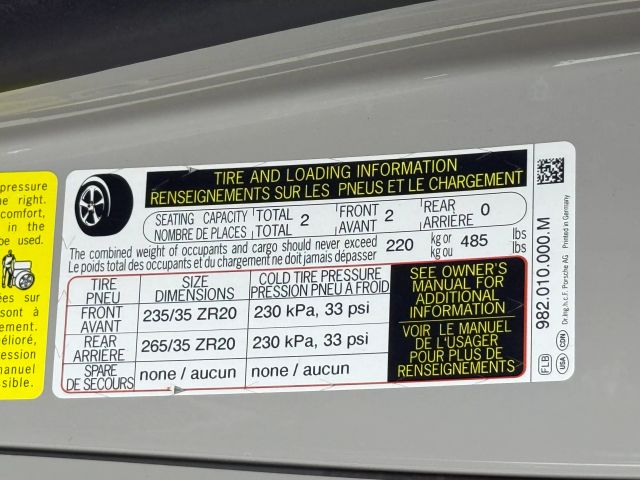 pressure
the right.
comfort,
in the
be used.
ées sur
sont à
ement.
élioré,
ession
manuel
ssible.
TIRE AND LOADING INFORMATION
RENSEIGNEMENTS SUR LES PNEUS ET LE CHARGEMENT
SEATING CAPACITY TOTAL 2 FRONT 2 REAR 0
NOMBRE DE PLACES TOTAL AVANT ARRIÈRE
The combined weight of occupants and cargo should never exceed 220 kg or 485 lbs
Le poids total des occupants et du chargement ne doit jamais dépasser kg ou lbs
TIRE SIZE COLD TIRE PRESSURE
PNEU DIMENSIONS PRESSION PNEU A FROID
FRONT 235/35 ZR20 230 kPa, 33 psi
AVANT
REAR 265/35 ZR20 230 kPa, 33 psi
ARRIÈRE
SPARE none / aucun none / aucun
DE SECOURS
SEE OWNER'S
MANUAL FOR
ADDITIONAL
INFORMATION
VOIR LE MANUEL
DE L'USAGER
POUR PLUS DE
RENSEIGNEMENTS
982.010.000.M
Dr. Ing. h.c. F. Porsche AG Printed in Germany
FLB USA CDN